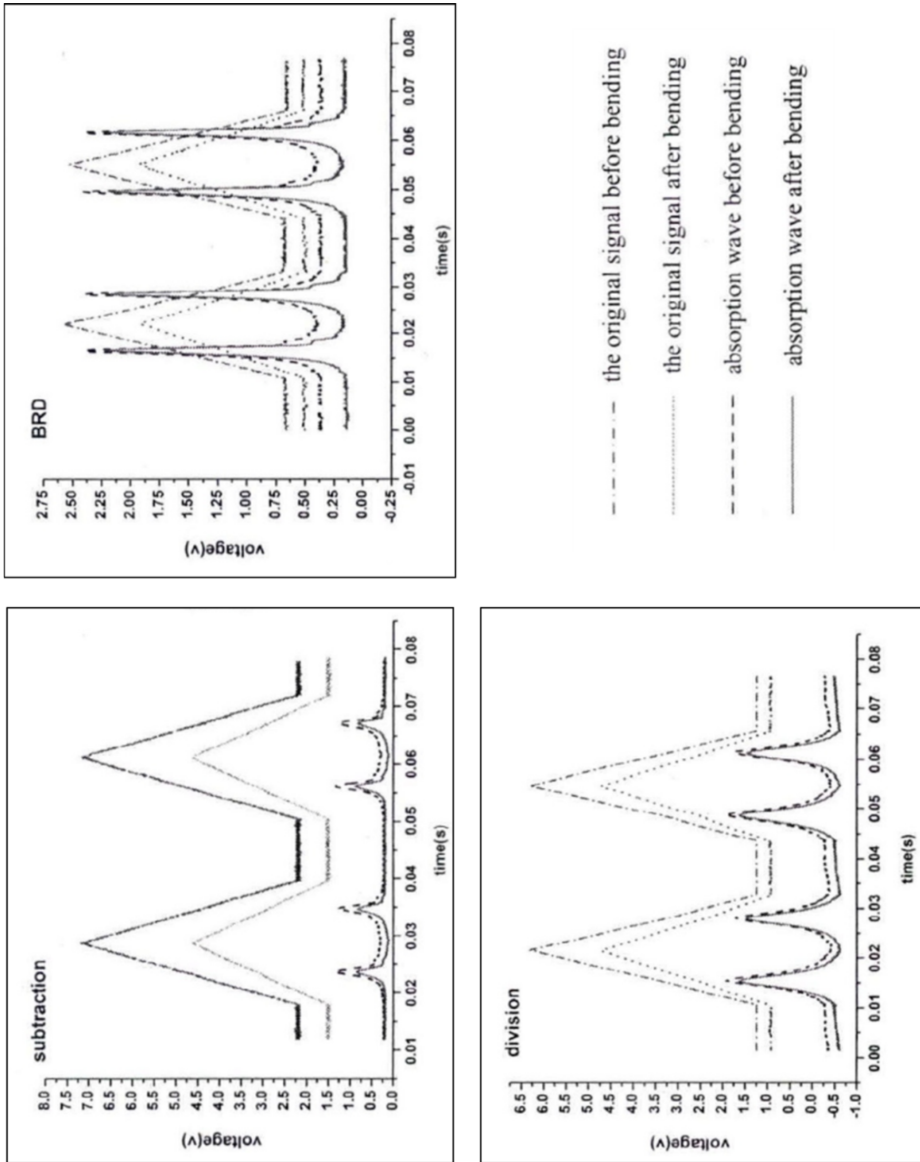 subtraction
voltage(v)
8.0
7.5
7.0
6.5
6.0
5.5
5.0
4.5
4.0
3.5
3.0
2.5
2.0
1.5
1.0
0.5
0.0
0.01 0.02 0.03 0.04 0.05 0.06 0.07 0.08
time(s)
BRD
voltage(v)
2.75
2.50
2.25
2.00
1.75
1.50
1.25
1.00
0.75
0.50
0.25
0.00
-0.25
-0.01 0.00 0.01 0.02 0.03 0.04 0.05 0.06 0.07 0.08
time(s)
division
voltage(v)
6.5
6.0
5.5
5.0
4.5
4.0
3.5
3.0
2.5
2.0
1.5
1.0
0.5
0.0
-0.5
-1.0
0.00 0.01 0.02 0.03 0.04 0.05 0.06 0.07 0.08
time(s)
the original signal before bending
the original signal after bending
absorption wave before bending
absorption wave after bending